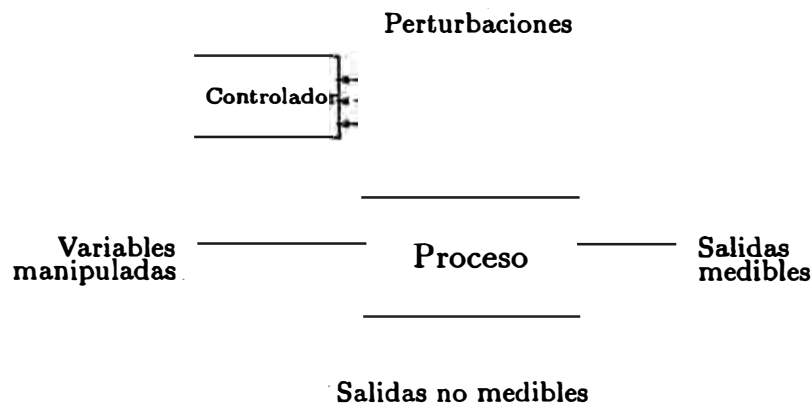 Perturbaciones
Controlador
Variables
manipuladas
Proceso
Salidas
medibles
Salidas no medibles